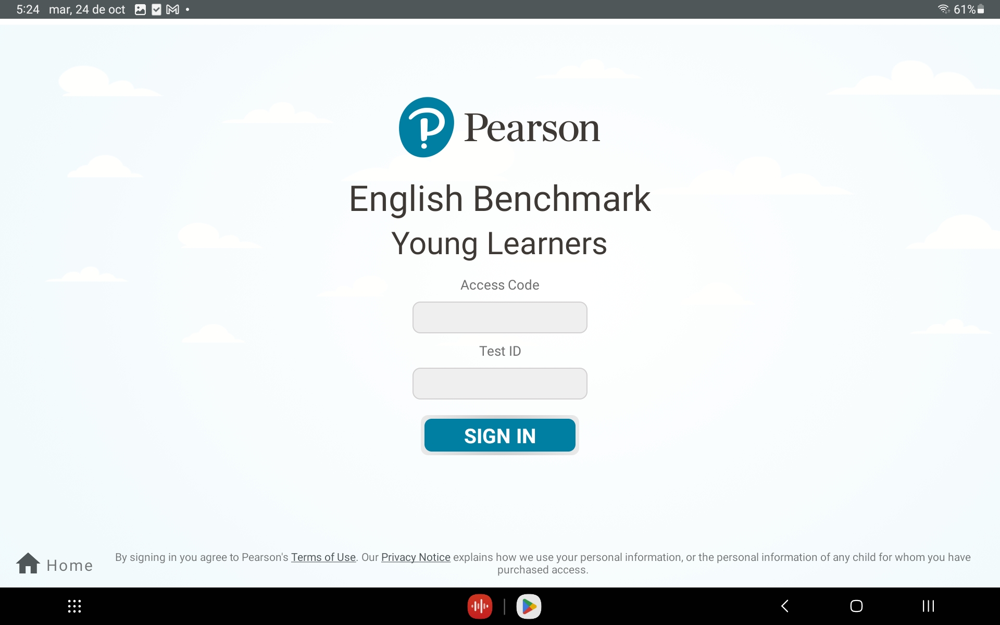 5:24 mar, 24 de oct
61%
Pearson
English Benchmark
Young Learners
Access Code
Test ID
SIGN IN
Home
By signing in you agree to Pearson's Terms of Use. Our Privacy Notice explains how we use your personal information, or the personal information of any child for whom you have
purchased access.